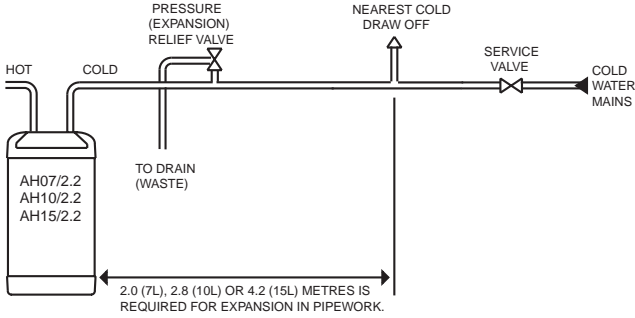 PRESSURE
(EXPANSION)
RELIEF VALVE
NEAREST COLD
DRAW OFF
SERVICE
VALVE
HOT
COLD
COLD
WATER
MAINS
TO DRAIN
(WASTE)
AH07/2.2
AH10/2.2
AH15/2.2
2.0 (7L), 2.8 (10L) OR 4.2 (15L) METRES IS
REQUIRED FOR EXPANSION IN PIPEWORK.